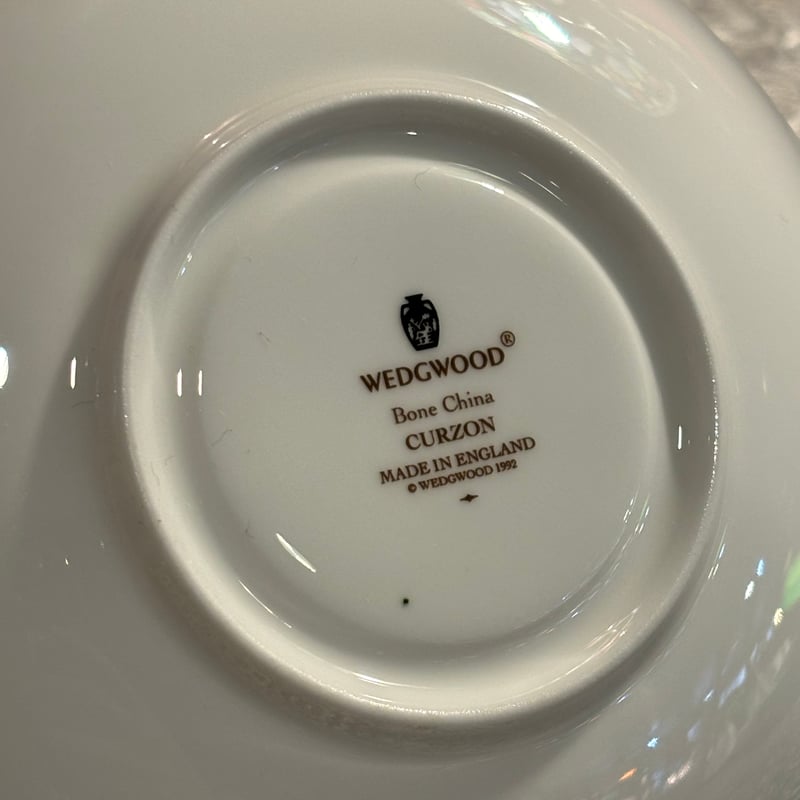 WEDGWOOD®
Bone China
CURZON
MADE IN ENGLAND
© WEDGWOOD 1992